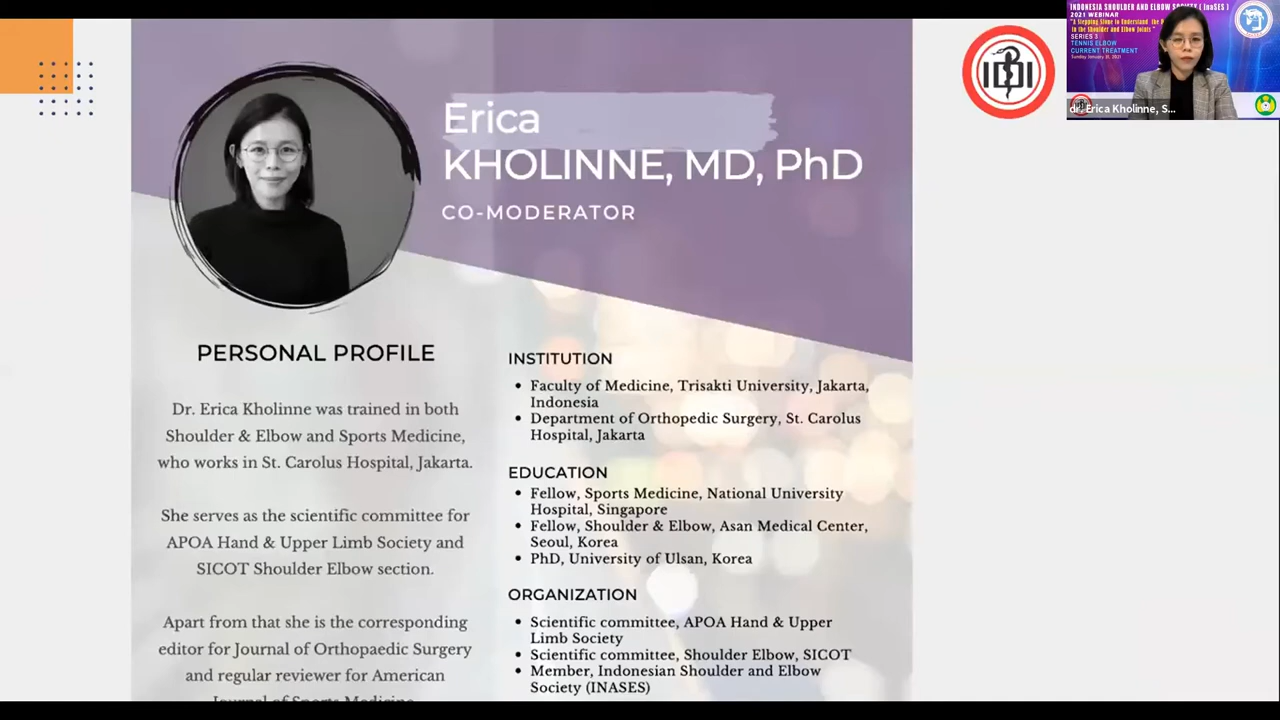 Erica
KHOLINNE, MD, PhD
CO-MODERATOR
PERSONAL PROFILE
Dr. Erica Kholinne was trained in both
Shoulder & Elbow and Sports Medicine,
who works in St. Carolus Hospital, Jakarta.
She serves as the scientific committee for
APOA Hand & Upper Limb Society and
SICOT Shoulder Elbow section.
Apart from that she is the corresponding
editor for Journal of Orthopaedic Surgery
and regular reviewer for American
Journal of Sports Medicine
INSTITUTION
• Faculty of Medicine, Trisakti University, Jakarta,
Indonesia
• Department of Orthopedic Surgery, St. Carolus
Hospital, Jakarta
EDUCATION
• Fellow, Sports Medicine, National University
Hospital, Singapore
• Fellow, Shoulder & Elbow, Asan Medical Center,
Seoul, Korea
• PhD, University of Ulsan, Korea
ORGANIZATION
• Scientific committee, APOA Hand & Upper
Limb Society
• Scientific committee, Shoulder Elbow, SICOT
• Member, Indonesian Shoulder and Elbow
Society (INASES)
IDI
INDONESIA SHOULDER AND ELBOW SOCIETY ( InaSES )
2021 WEBINAR
"A Stepping Stone to Understand the
in the Shoulder and Elbow Joints "
SERIES 3
TENNIS ELBOW
CURRENT TREATMENT
Sunday January 31, 2021
dr. Erica Kholinne, S...